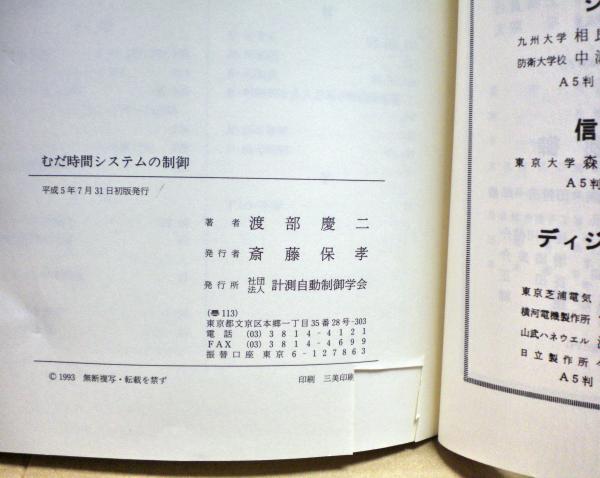 むだ時間システムの制御
平成5年7月31日初版発行
著者 渡部慶二
発行者 斎藤保孝
発行所 社団法人 計測自動制御学会
(〠113)
東京都文京区本郷一丁目35番28号-303
電話 (03) 3814-4121
FAX (03) 3814-4699
振替口座 東京 6-127863
© 1993 無断複写・転載を禁ず
印刷 三美印刷
九州大学 相
防衛大学校 中
A5判
信
東京大学 森
A5判
ディジ
東京芝浦電気
横河電機製作所
山武ハネウエル
日立製作所
A5判